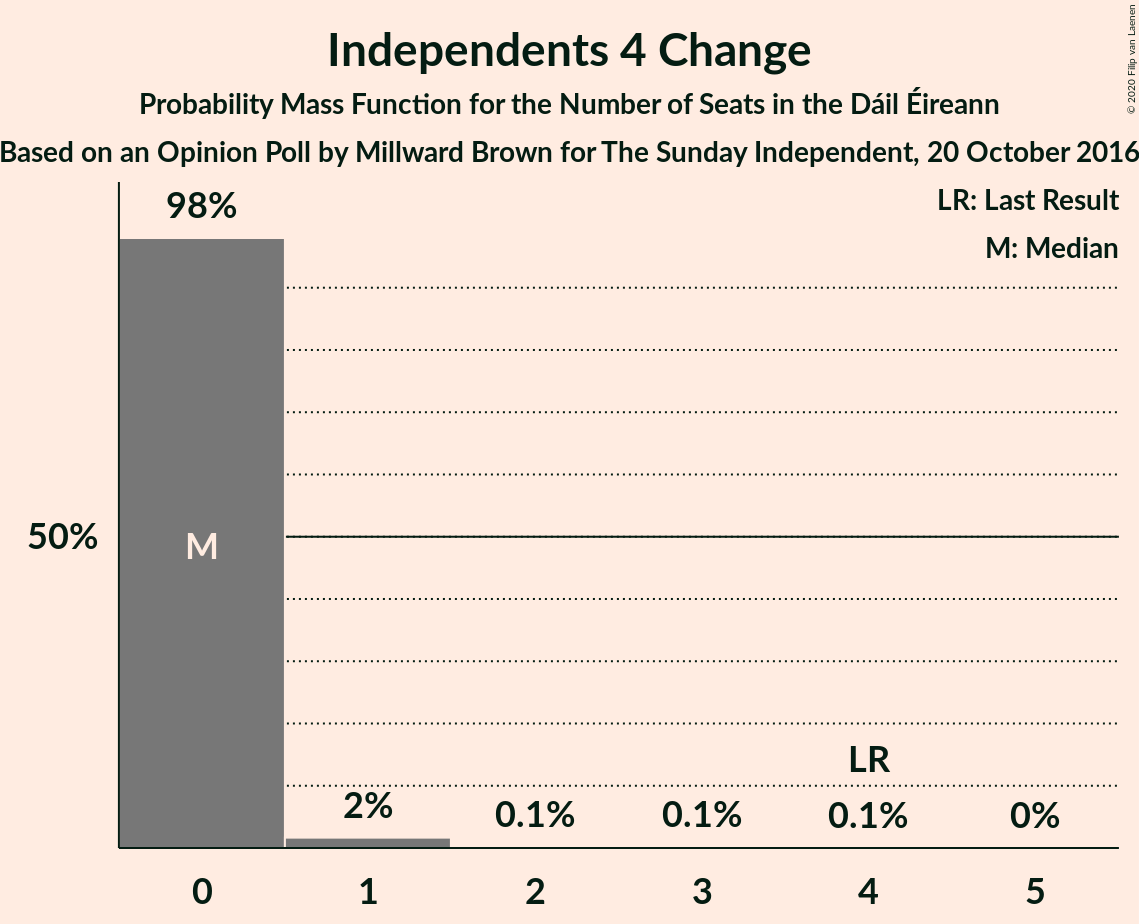 Independents 4 Change
Probability Mass Function for the Number of Seats in the Dáil Éireann
Based on an Opinion Poll by Millward Brown for The Sunday Independent, 20 October 2016
© 2020 Filip van Laenen
LR: Last Result
M: Median
98%
50%
M
LR
2%
0.1%
0.1%
0.1%
0%
0
1
2
3
4
5